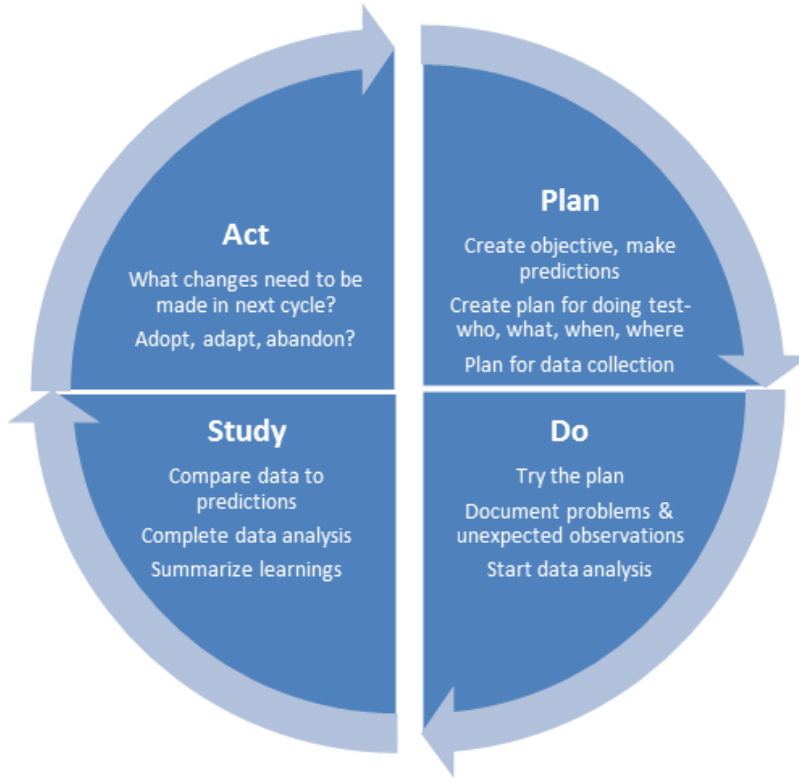 Plan
Create objective, make
predictions
Create plan for doing test-
who, what, when, where
Plan for data collection
Do
Try the plan
Document problems &
unexpected observations
Start data analysis
Study
Compare data to
predictions
Complete data analysis
Summarize learnings
Act
What changes need to be
made in next cycle?
Adopt, adapt, abandon?